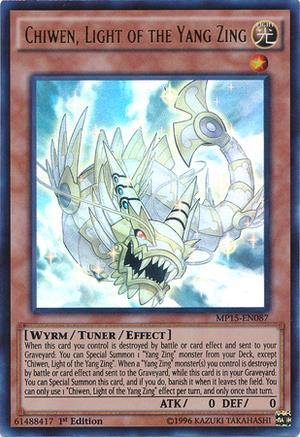 CHIWEN, LIGHT OF THE YANG ZING
LIGHT
光
MP15-EN087
[WYRM/TUNER/EFFECT]
When this card you control is destroyed by battle or card effect and sent to your
Graveyard: You can Special Summon 1 "Yang Zing" monster from your Deck, except
"Chiwen, Light of the Yang Zing". When a "Yang Zing" monster(s) you control is destroyed
by battle or card effect and sent to your Graveyard, while this card is in your Graveyard: You
can Special Summon this card, and if you do, banish it when it leaves the field. You
can only use 1 "Chiwen, Light of the Yang Zing" effect per turn, and only once that turn.
ATK/ 0 DEF/ 0
61488417 1st Edition ©1996 KAZUKI TAKAHASHI